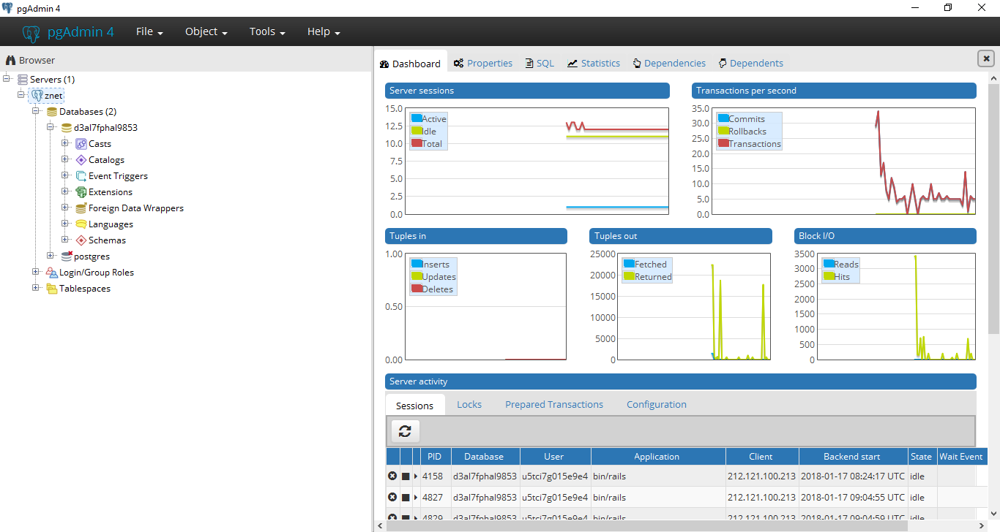 pgAdmin 4
pgAdmin 4 File Object Tools Help
Browser
Servers (1)
znet
Databases (2)
d3al7fphal9853
Casts
Catalogs
Event Triggers
Extensions
Foreign Data Wrappers
Languages
Schemas
postgres
Login/Group Roles
Tablespaces
Dashboard Properties SQL Statistics Dependencies Dependents
Server sessions
15.0
12.5
10.0
7.5
5.0
2.5
0.0
Active
Idle
Total
Transactions per second
35.0
30.0
25.0
20.0
15.0
10.0
5.0
0.0
Commits
Rollbacks
Transactions
Tuples in
1.00
0.50
0.00
Inserts
Updates
Deletes
Tuples out
25000
20000
15000
10000
5000
0
Fetched
Returned
Block I/O
3500
3000
2500
2000
1500
1000
500
0
Reads
Hits
Server activity
Sessions Locks Prepared Transactions Configuration
PID Database User Application Client Backend start State Wait Event
4158 d3al7fphal9853 u5tci7g015e9e4 bin/rails 212.121.100.213 2018-01-17 08:24:17 UTC idle
4827 d3al7fphal9853 u5tci7g015e9e4 bin/rails 212.121.100.213 2018-01-17 09:04:55 UTC idle
4829 d3al7fphal9853 u5tci7g015e9e4 bin/rails 212.121.100.213 2018-01-17 09:04:59 UTC idle